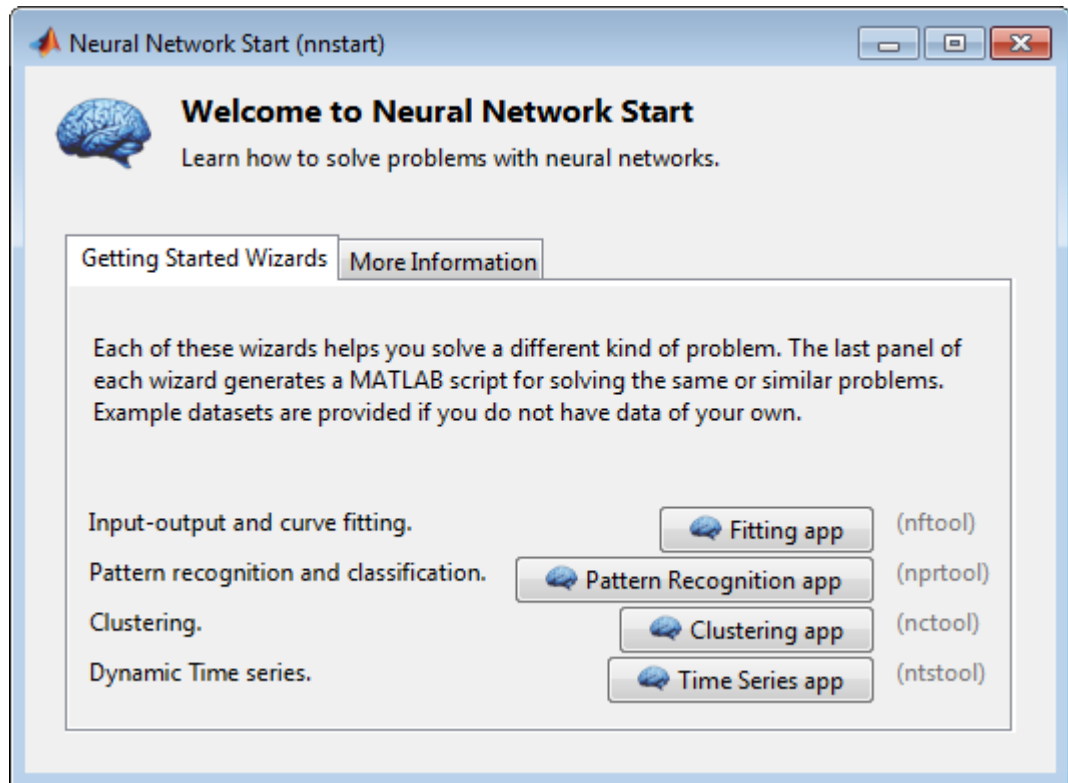 Neural Network Start (nnstart)
Welcome to Neural Network Start
Learn how to solve problems with neural networks.
Getting Started Wizards
More Information
Each of these wizards helps you solve a different kind of problem. The last panel of
each wizard generates a MATLAB script for solving the same or similar problems.
Example datasets are provided if you do not have data of your own.
Input-output and curve fitting. Fitting app (nftool)
Pattern recognition and classification. Pattern Recognition app (nprtool)
Clustering. Clustering app (nctool)
Dynamic Time series. Time Series app (ntstool)